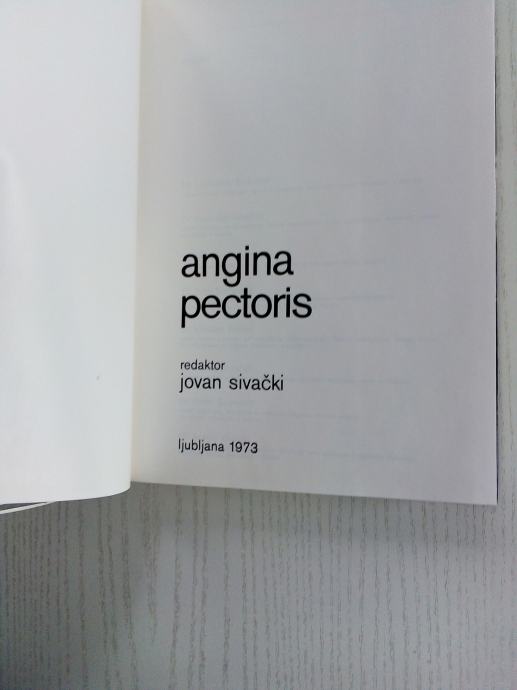 angina
pectoris
redaktor
jovan sivački
ljubljana 1973